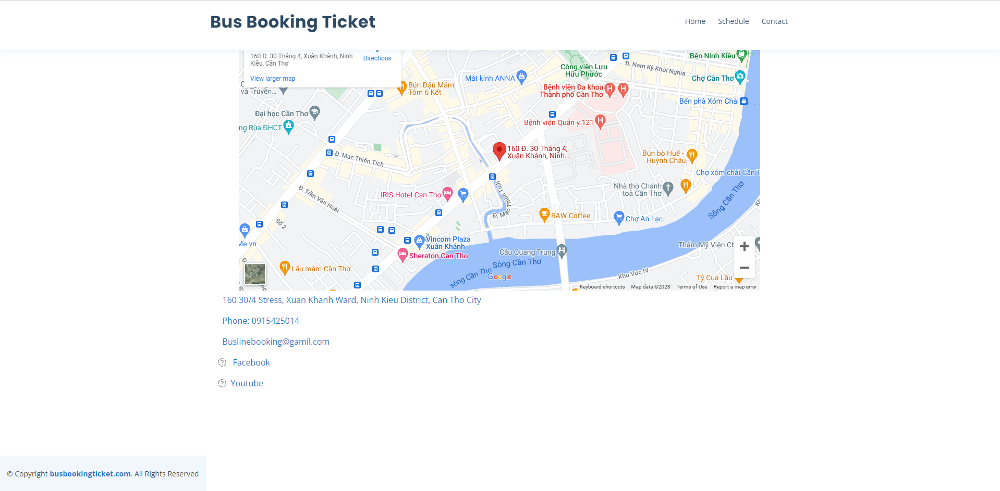 Bus Booking Ticket
Home Schedule Contact
160 Đ. 30 Tháng 4, Xuân Khánh, Ninh
Kiều, Cần Thơ
Directions
View larger map
Bến Ninh Kiều
Đ. Nam Kỳ Khởi Nghĩa
Công viên Lưu
Hữu Phước
Mắt kính ANNA
Chợ Cần Thơ
và Truyền...
Bún Đậu Mắm
Tôm 6 Kết
Bệnh viện Đa khoa
Thành phố Cần Thơ
Bến phà Xóm Chài
Đại học Cần Thơ
ng Rùa ĐHCT
Bệnh viện Quân y 121
160 Đ. 30 Tháng 4,
Xuân Khánh, Ninh...
Đ. Mạc Thiên Tích
Bún bò Huế -
Huỳnh Châu
Chợ xóm chài Cần T
Đ. Trần Văn Hoài
IRIS Hotel Can Tho
Đ. Mạc Thiên Tích
Nhà thờ Chánh
toà Cần Thơ
Sông Cần Thơ
RAW Coffee
Chợ An Lạc
Số 2
Me.vn
Vincom Plaza
Xuân Khánh
Sheraton Can Tho
Cầu Quang Trung
Thẩm Mỹ Viện Ch
Sông Cần Thơ
sông Cần Thơ
Lẩu mắm Cần Thơ
Google
Khu Vực IV
Tỷ Cua Lầu
Keyboard shortcuts Map data ©2023 Terms of Use Report a map error
160 30/4 Stress, Xuan Khanh Ward, Ninh Kieu District, Can Tho City
Phone: 0915425014
Buslinebooking@gamil.com
Facebook
Youtube
© Copyright busbookingticket.com. All Rights Reserved